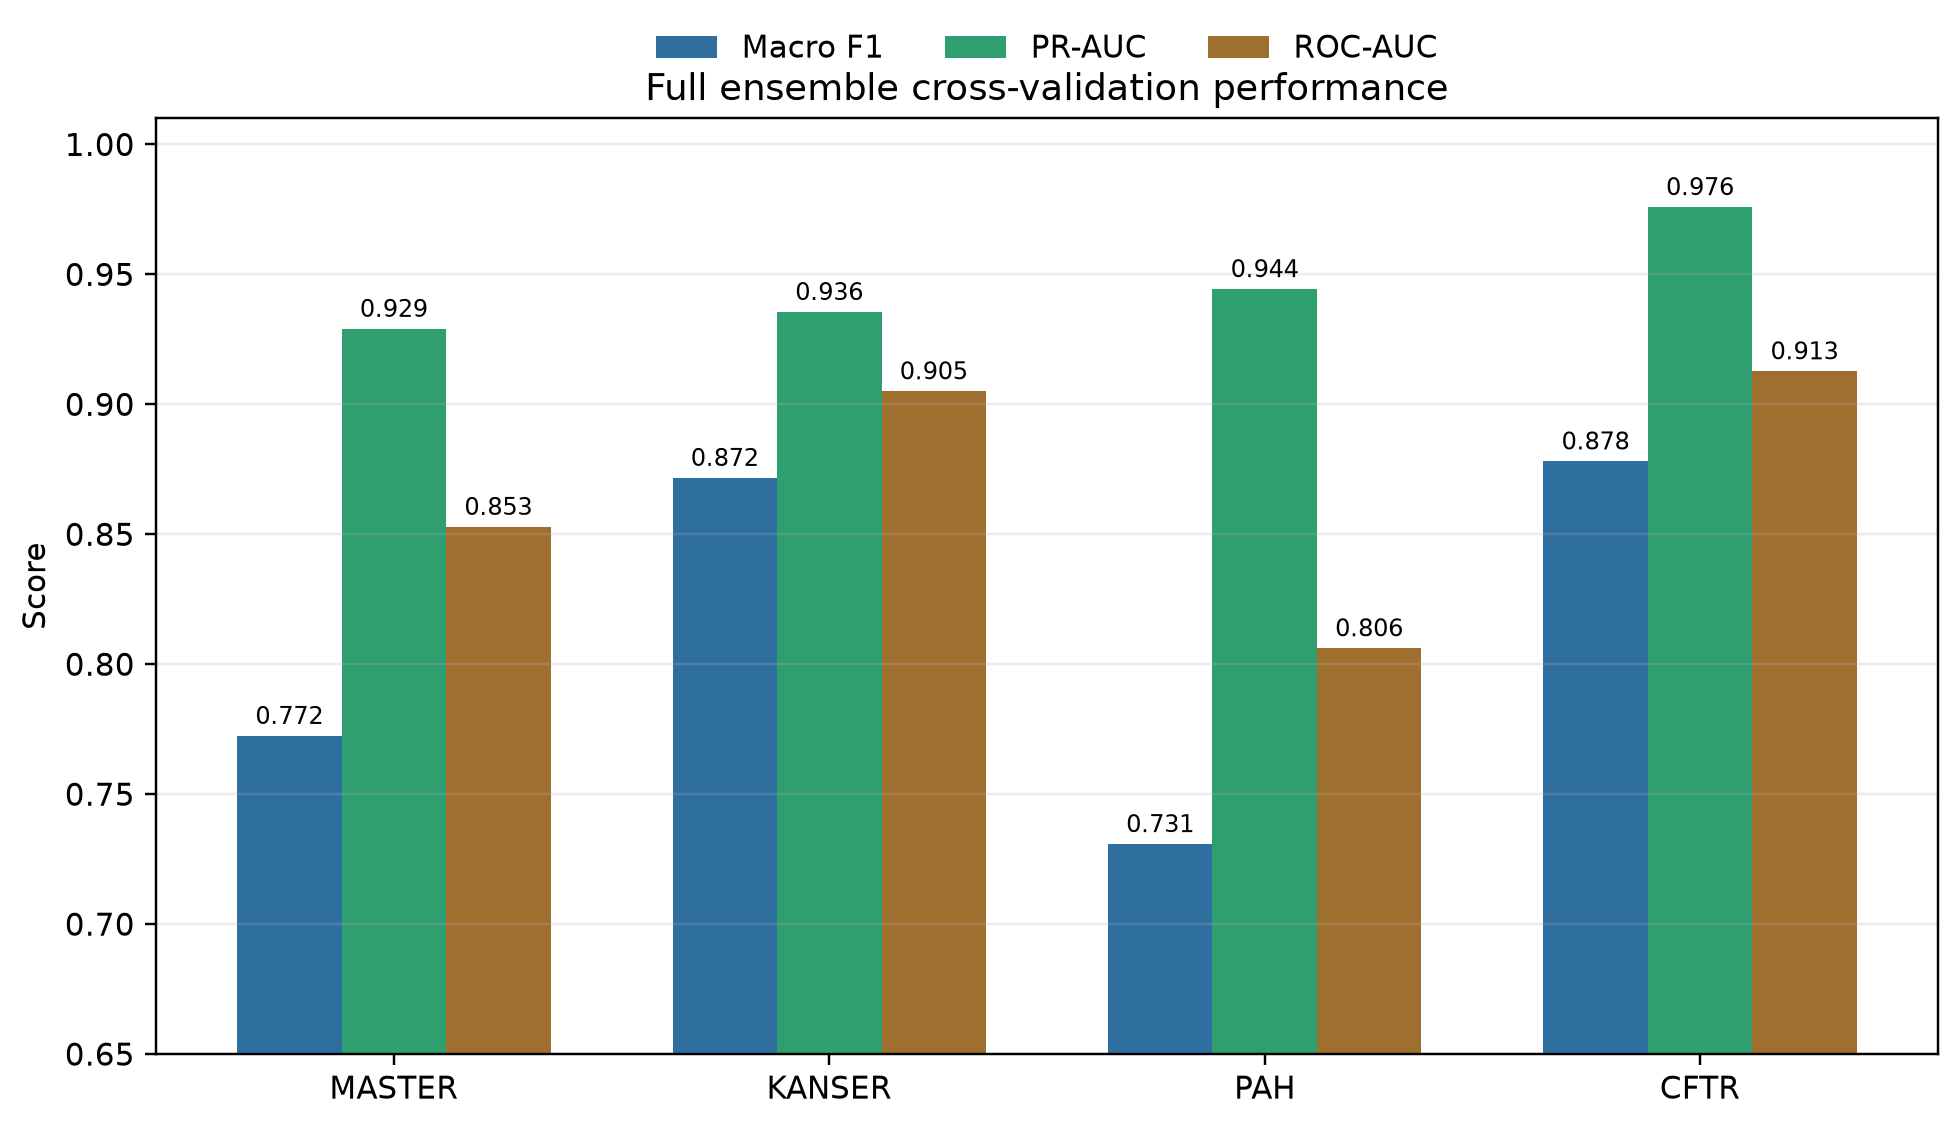 Macro F1 PR-AUC ROC-AUC
Full ensemble cross-validation performance
1.00
0.95
0.90
0.85
0.80
0.75
0.70
0.65
Score
0.772 0.929 0.853
0.872 0.936 0.905
0.731 0.944 0.806
0.878 0.976 0.913
MASTER KANSER PAH CFTR